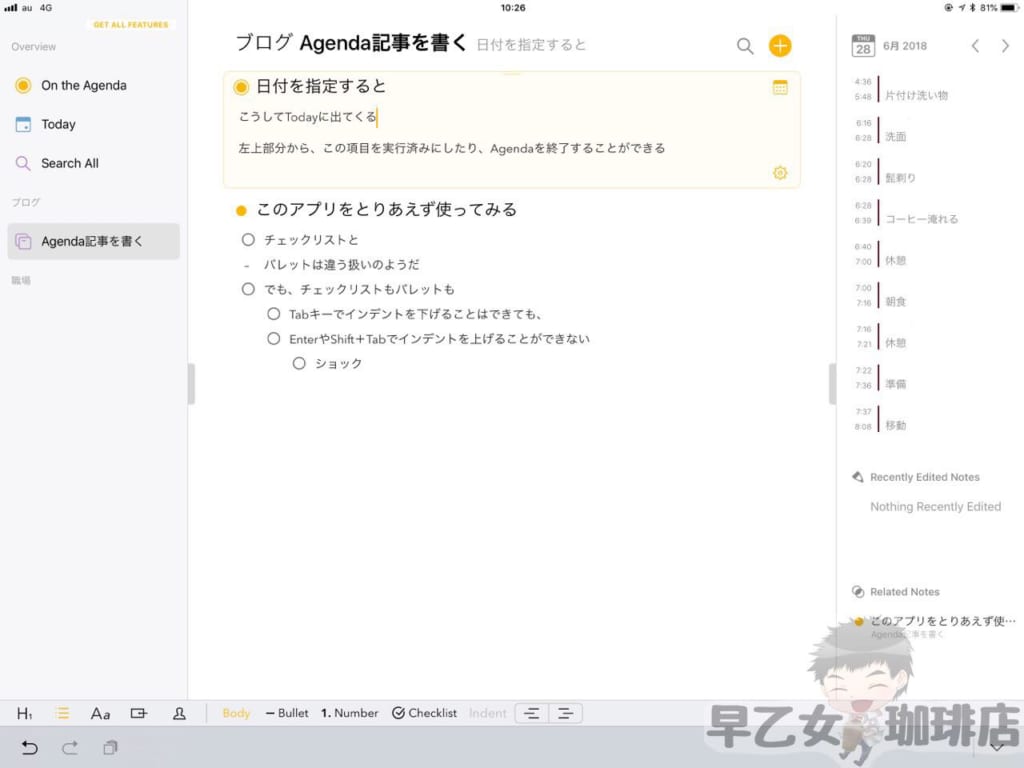 au 4G
10:26
81%
GET ALL FEATURES
Overview
On the Agenda
Today
Search All
ブログ
Agenda記事を書く
職場
ブログ Agenda記事を書く 日付を指定すると
日付を指定すると
こうしてTodayに出てくる
左上部分から、この項目を実行済みにしたり、Agendaを終了することができる
このアプリをとりあえず使ってみる
チェックリストと
- バレットは違う扱いのようだ
でも、チェックリストもバレットも
Tabキーでインデントを下げることはできても、
EnterやShift+Tabでインデントを上げることができない
ショック
THU
28
6月 2018
4:36
5:48 片付け洗い物
6:16
6:28 洗面
6:20
6:28 髭剃り
6:28
6:39 コーヒー淹れる
6:40
7:00 休憩
7:00
7:16 朝食
7:16
7:21 休憩
7:22
7:36 準備
7:37
8:08 移動
Recently Edited Notes
Nothing Recently Edited
Related Notes
このアプリをとりあえず使…
Agenda記事を書く
H1 Aa Body - Bullet 1. Number Checklist Indent
早乙女珈琲店